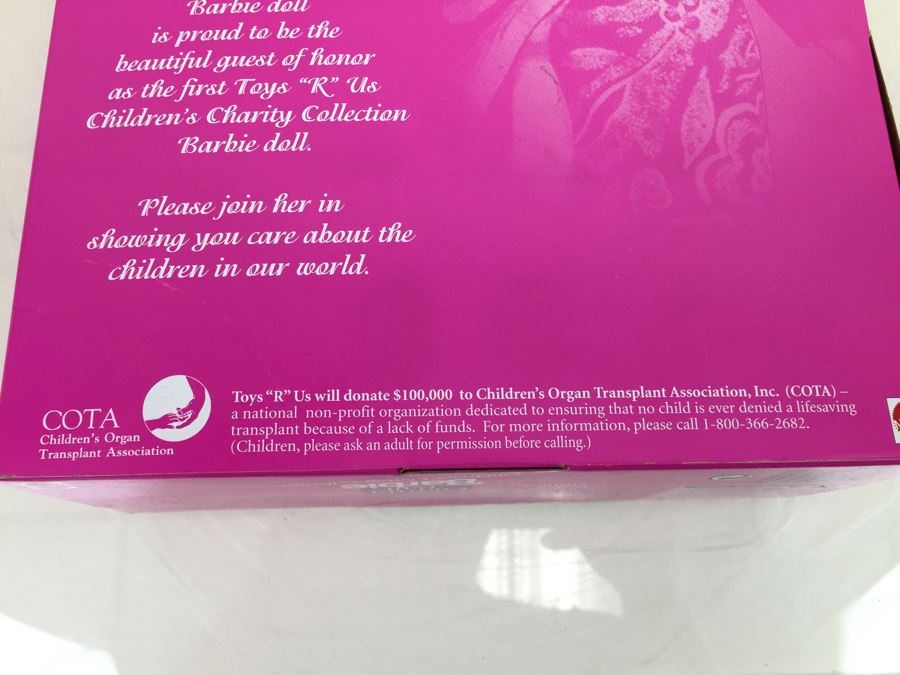 Barbie doll
is proud to be the
beautiful guest of honor
as the first Toys “R” Us
Children's Charity Collection
Barbie doll.
Please join her in
showing you care about the
children in our world.
COTA
Children's Organ
Transplant Association
Toys “R” Us will donate $100,000 to Children's Organ Transplant Association, Inc. (COTA) –
a national non-profit organization dedicated to ensuring that no child is ever denied a lifesaving
transplant because of a lack of funds. For more information, please call 1-800-366-2682.
(Children, please ask an adult for permission before calling.)
Barbie